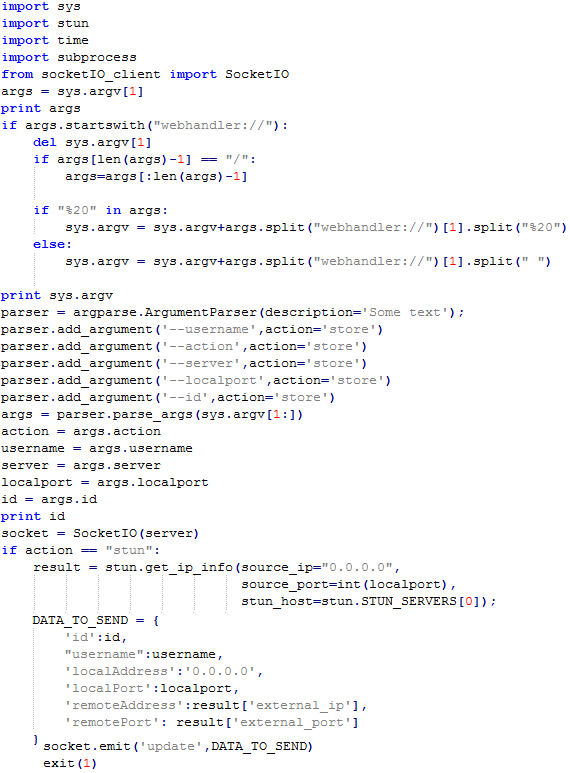 import sys
import stun
import time
import subprocess
from socketIO_client import SocketIO
args = sys.argv[1]
print args
if args.startswith("webhandler://"):
    del sys.argv[1]
    if args[len(args)-1] == "/":
        args=args[:len(args)-1]

    if "%20" in args:
        sys.argv = sys.argv+args.split("webhandler://")[1].split("%20")
    else:
        sys.argv = sys.argv+args.split("webhandler://")[1].split(" ")

print sys.argv
parser = argparse.ArgumentParser(description='Some text');
parser.add_argument('--username',action='store')
parser.add_argument('--action',action='store')
parser.add_argument('--server',action='store')
parser.add_argument('--localport',action='store')
parser.add_argument('--id',action='store')
args = parser.parse_args(sys.argv[1:])
action = args.action
username = args.username
server = args.server
localport = args.localport
id = args.id
print id
socket = SocketIO(server)
if action == "stun":
    result = stun.get_ip_info(source_ip="0.0.0.0",
                              source_port=int(localport),
                              stun_host=stun.STUN_SERVERS[0]);
    DATA_TO_SEND = {
        'id':id,
        "username":username,
        'localAddress':'0.0.0.0',
        'localPort':localport,
        'remoteAddress':result['external_ip'],
        'remotePort': result['external_port']
    }
    socket.emit('update',DATA_TO_SEND)
    exit(1)